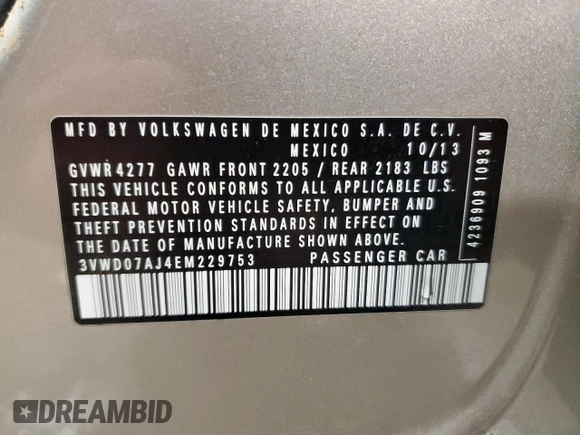 MFD BY VOLKSWAGEN DE MEXICO S.A. DE C.V.
MEXICO 10/13
GVWR 4277 GAWR FRONT 2205 / REAR 2183 LBS
THIS VEHICLE CONFORMS TO ALL APPLICABLE U.S.
FEDERAL MOTOR VEHICLE SAFETY, BUMPER AND
THEFT PREVENTION STANDARDS IN EFFECT ON
THE DATE OF MANUFACTURE SHOWN ABOVE.
3VWD07AJ4EM229753 PASSENGER CAR
4236909 1093 M
DREAMBID